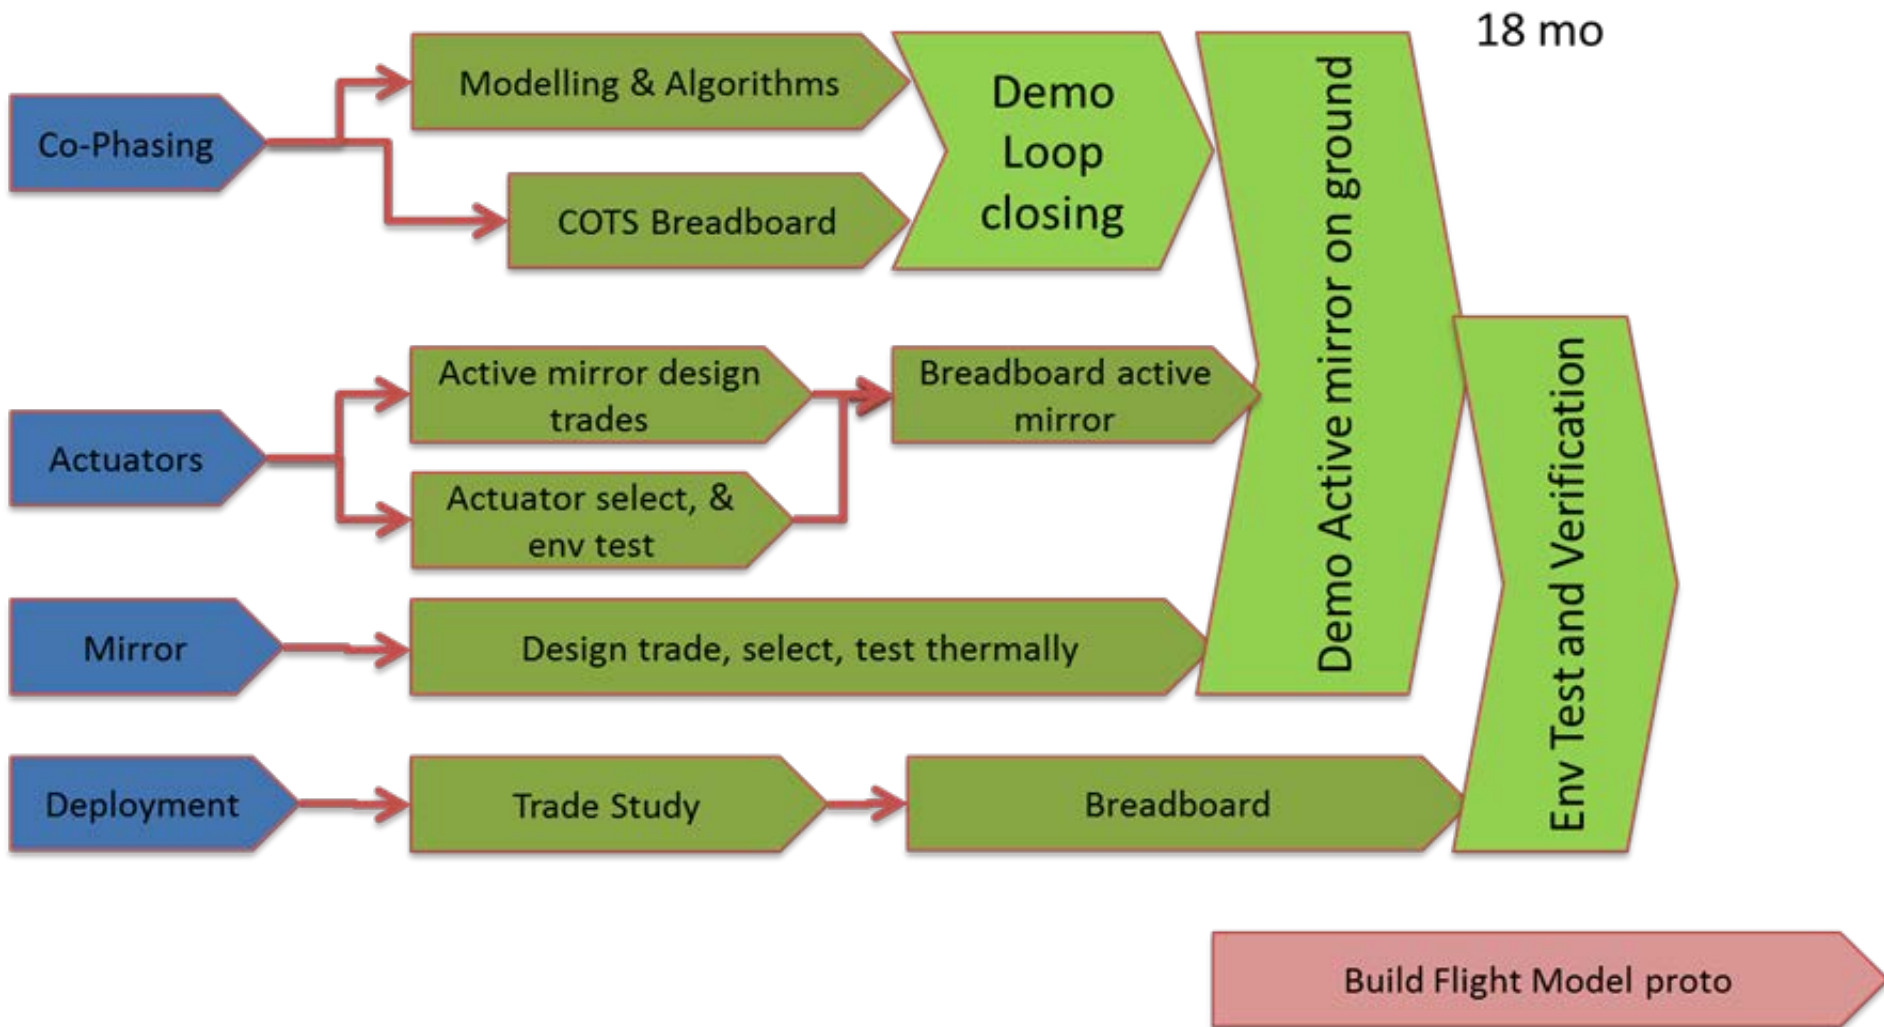 18 mo
Co-Phasing
Modelling & Algorithms
COTS Breadboard
Demo
Loop
closing
Demo Active mirror on ground
Actuators
Active mirror design
trades
Actuator select, &
env test
Breadboard active
mirror
Env Test and Verification
Mirror
Design trade, select, test thermally
Deployment
Trade Study
Breadboard
Build Flight Model proto